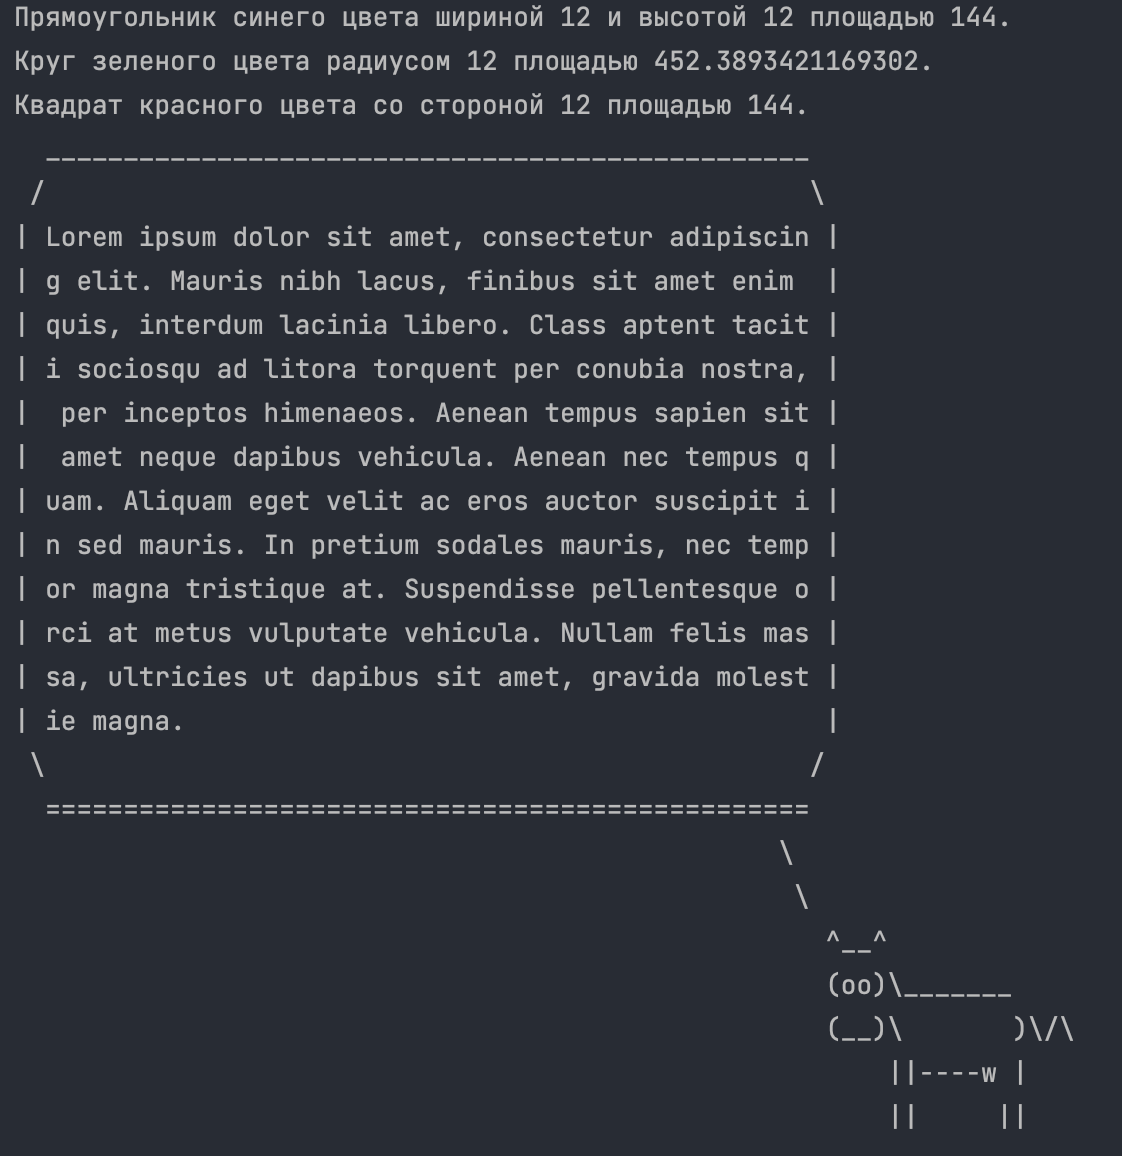 Прямоугольник синего цвета шириной 12 и высотой 12 площадью 144.
Круг зеленого цвета радиусом 12 площадью 452.3893421169302.
Квадрат красного цвета со стороной 12 площадью 144.
  _________________________________________________
 /                                                 \
| Lorem ipsum dolor sit amet, consectetur adipiscin |
| g elit. Mauris nibh lacus, finibus sit amet enim  |
| quis, interdum lacinia libero. Class aptent tacit |
| i sociosqu ad litora torquent per conubia nostra, |
|  per inceptos himenaeos. Aenean tempus sapien sit |
|  amet neque dapibus vehicula. Aenean nec tempus q |
| uam. Aliquam eget velit ac eros auctor suscipit i |
| n sed mauris. In pretium sodales mauris, nec temp |
| or magna tristique at. Suspendisse pellentesque o |
| rci at metus vulputate vehicula. Nullam felis mas |
| sa, ultricies ut dapibus sit amet, gravida molest |
| ie magna.                                         |
 \                                                 /
  =================================================
                                                 \
                                                  \
                                                    ^__^
                                                    (oo)\_______
                                                    (__)\       )\/\
                                                        ||----w |
                                                        ||     ||